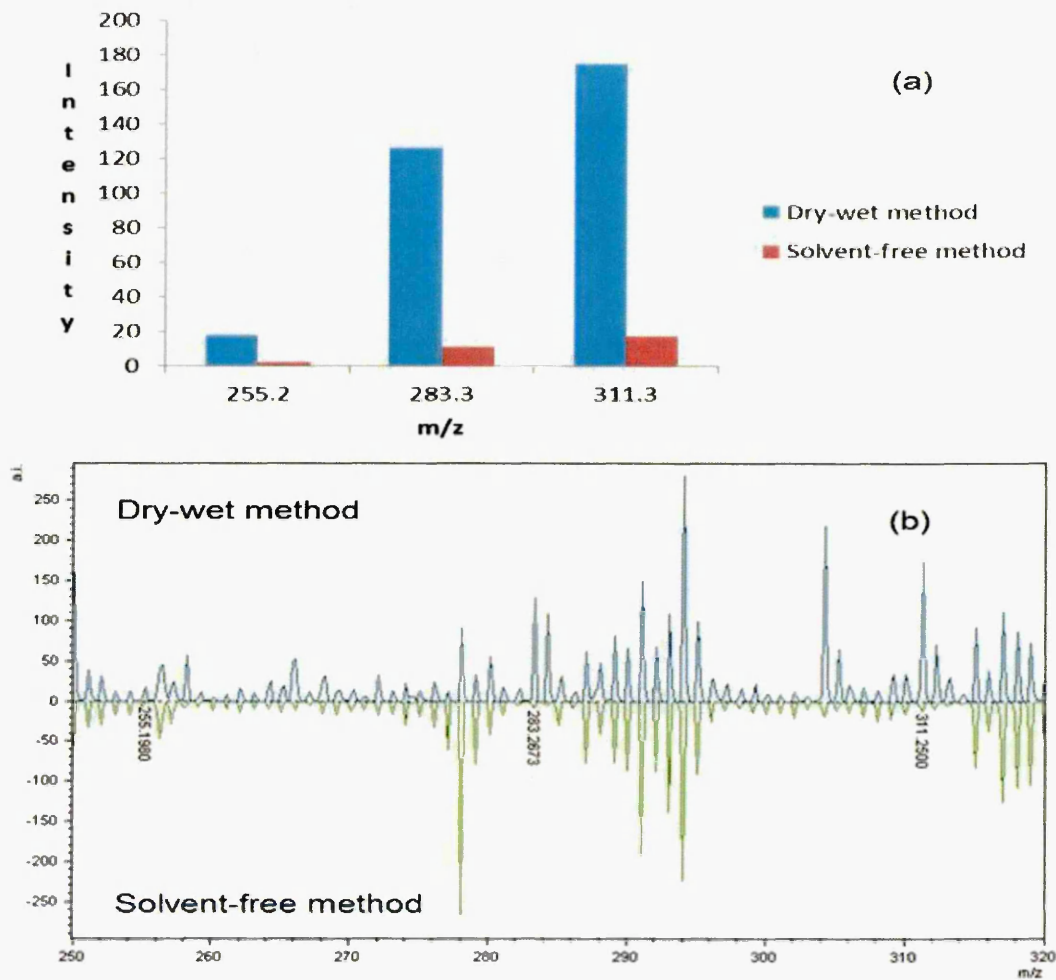 200
180
160
140
120
100
80
60
40
20
0
Intensity
255.2 283.3 311.3
m/z
(a)
Dry-wet method
Solvent-free method
a.i.
250
200
150
100
50
0
-50
-100
-150
-200
-250
Dry-wet method
(b)
255.1980
283.2673
311.2500
Solvent-free method
250 260 270 280 290 300 310 320
m/z